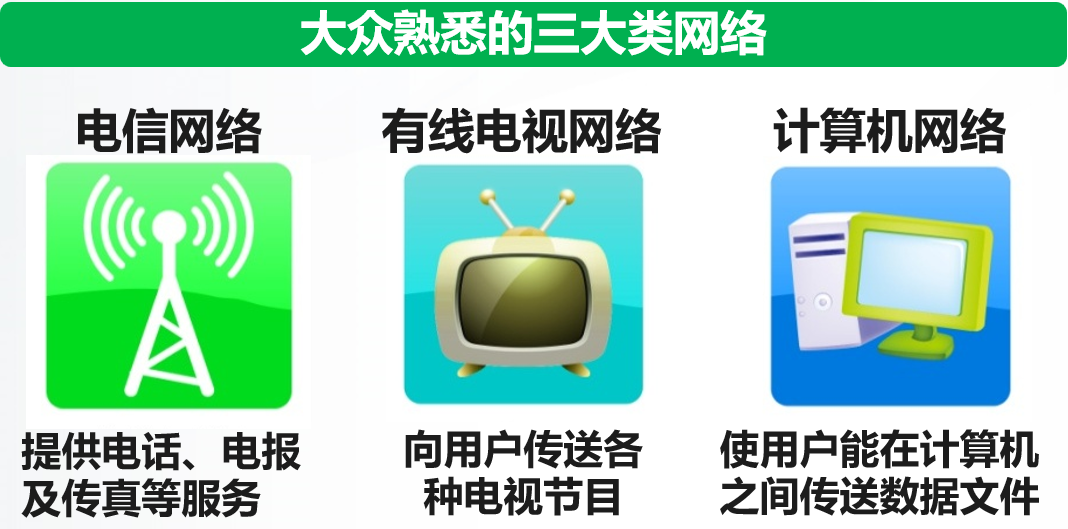 大众熟悉的三大类网络
电信网络
有线电视网络
计算机网络
提供电话、电报
及传真等服务
向用户传送各
种电视节目
使用户能在计算机
之间传送数据文件